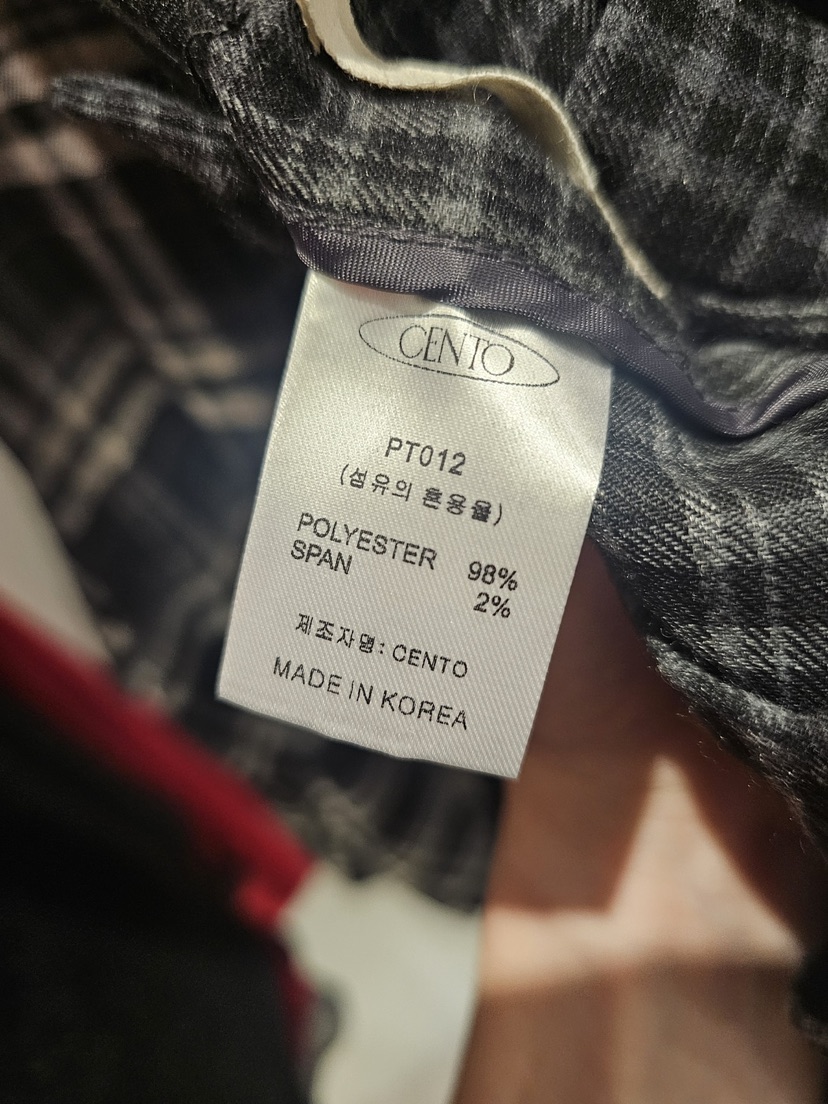 CENTO
PT012
(섬유의 혼용율)
POLYESTER 98%
SPAN 2%
제조자명: CENTO
MADE IN KOREA